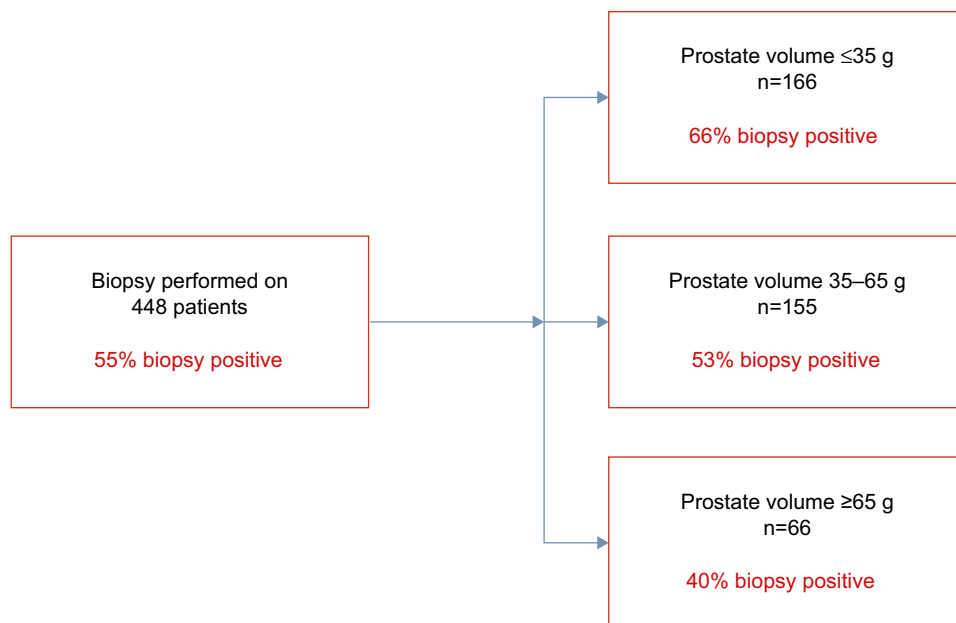 Biopsy performed on
448 patients
55% biopsy positive
Prostate volume ≤35 g
n=166
66% biopsy positive
Prostate volume 35–65 g
n=155
53% biopsy positive
Prostate volume ≥65 g
n=66
40% biopsy positive